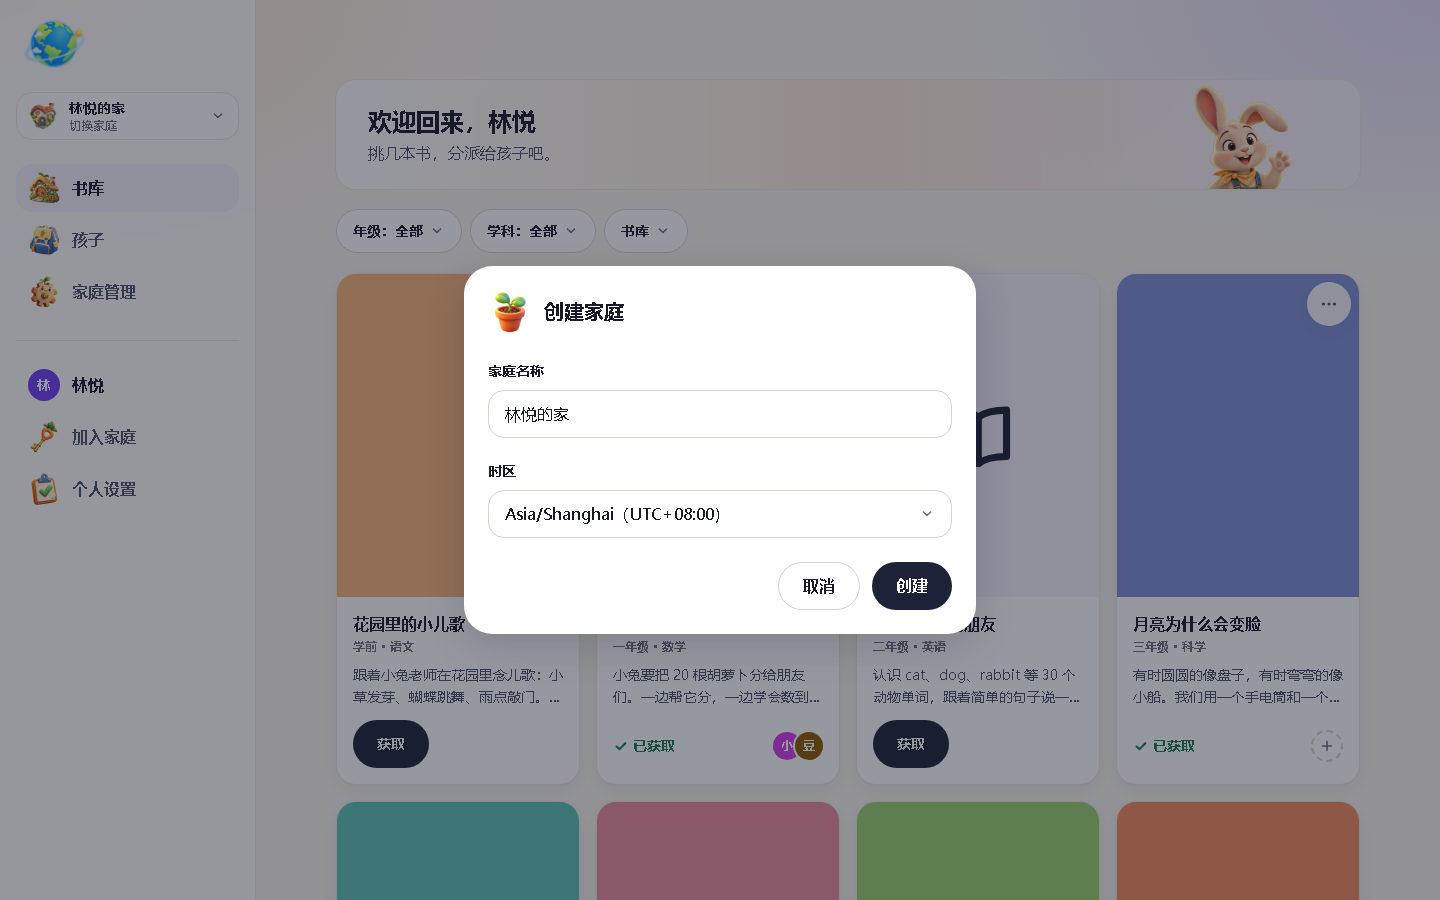 林悦的家
切换家庭
书库
孩子
家庭管理
林
林悦
加入家庭
个人设置
欢迎回来，林悦
挑几本书，分派给孩子吧。
年级：全部
学科：全部
书库
创建家庭
家庭名称
林悦的家
时区
Asia/Shanghai（UTC+08:00）
取消
创建
花园里的小儿歌
学前・语文
跟着小兔老师在花园里念儿歌：小
草发芽、蝴蝶跳舞、雨点敲门。...
获取
一年级・数学
小兔要把 20 根胡萝卜分给朋友
们。一边帮它分，一边学会数到...
已获取
小
豆
朋友
二年级・英语
认识 cat、dog、rabbit 等 30 个
动物单词，跟着简单的句子说一...
获取
月亮为什么会变脸
三年级・科学
有时圆圆的像盘子，有时弯弯的像
小船。我们用一个手电筒和一个...
已获取